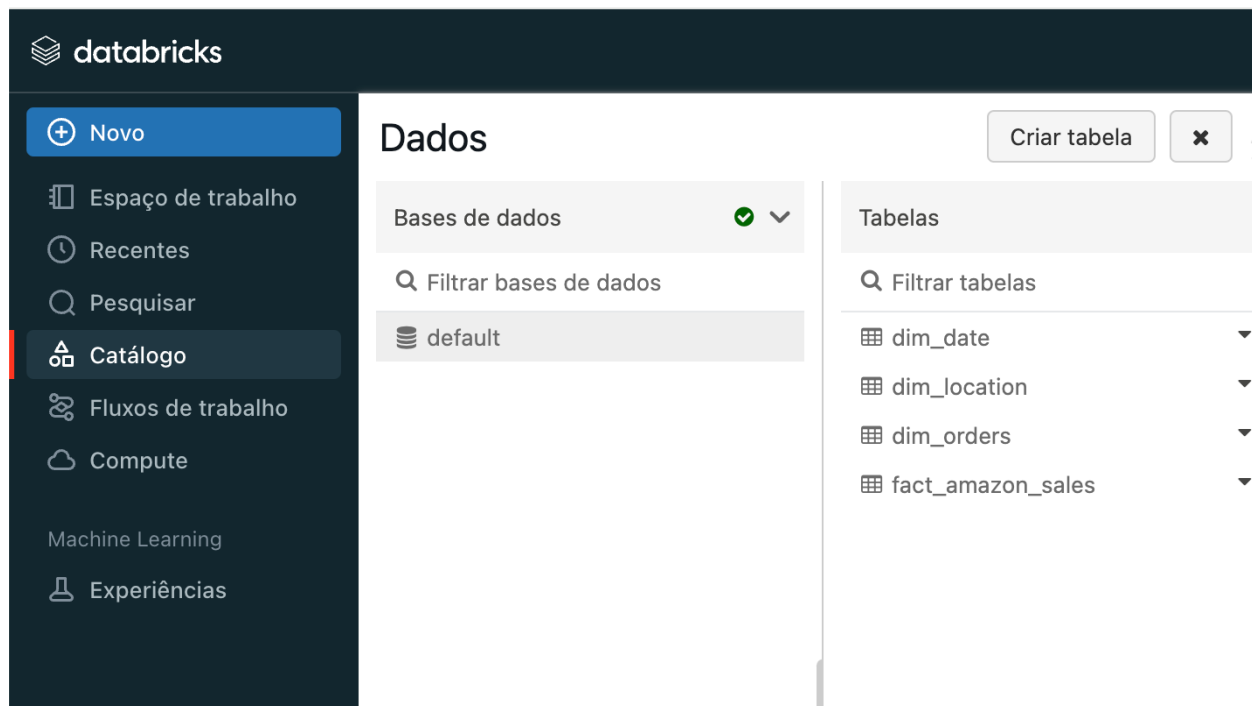 databricks
Novo
Espaço de trabalho
Recentes
Pesquisar
Catálogo
Fluxos de trabalho
Compute
Machine Learning
Experiências
Dados
Criar tabela
Bases de dados
Filtrar bases de dados
default
Tabelas
Filtrar tabelas
dim_date
dim_location
dim_orders
fact_amazon_sales